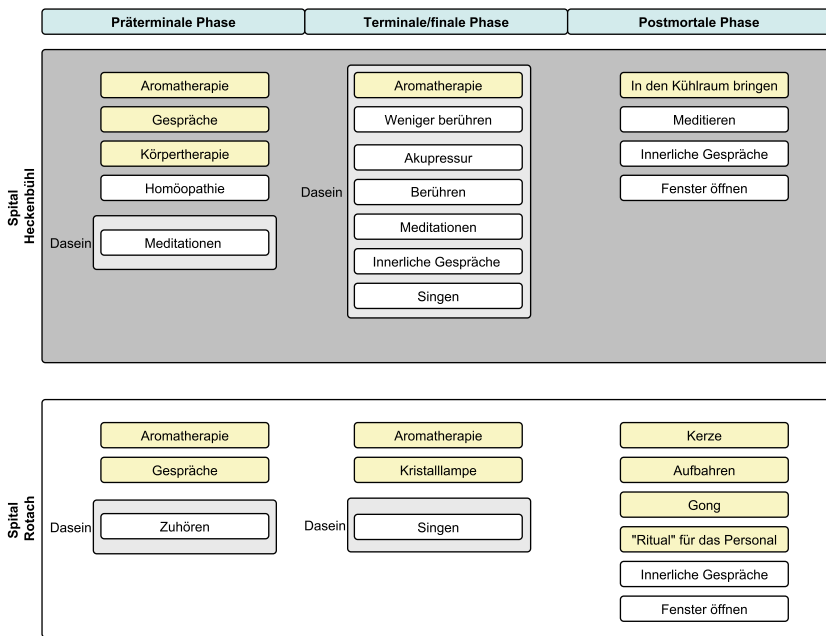 Präterminale Phase
Terminale/finale Phase
Postmortale Phase
Spital
Heckenbühl
Aromatherapie
Gespräche
Körpertherapie
Homöopathie
Dasein
Meditationen
Dasein
Aromatherapie
Weniger berühren
Akupressur
Berühren
Meditationen
Innerliche Gespräche
Singen
In den Kühlraum bringen
Meditieren
Innerliche Gespräche
Fenster öffnen
Spital
Rotach
Aromatherapie
Gespräche
Dasein
Zuhören
Aromatherapie
Kristalllampe
Dasein
Singen
Kerze
Aufbahren
Gong
"Ritual" für das Personal
Innerliche Gespräche
Fenster öffnen